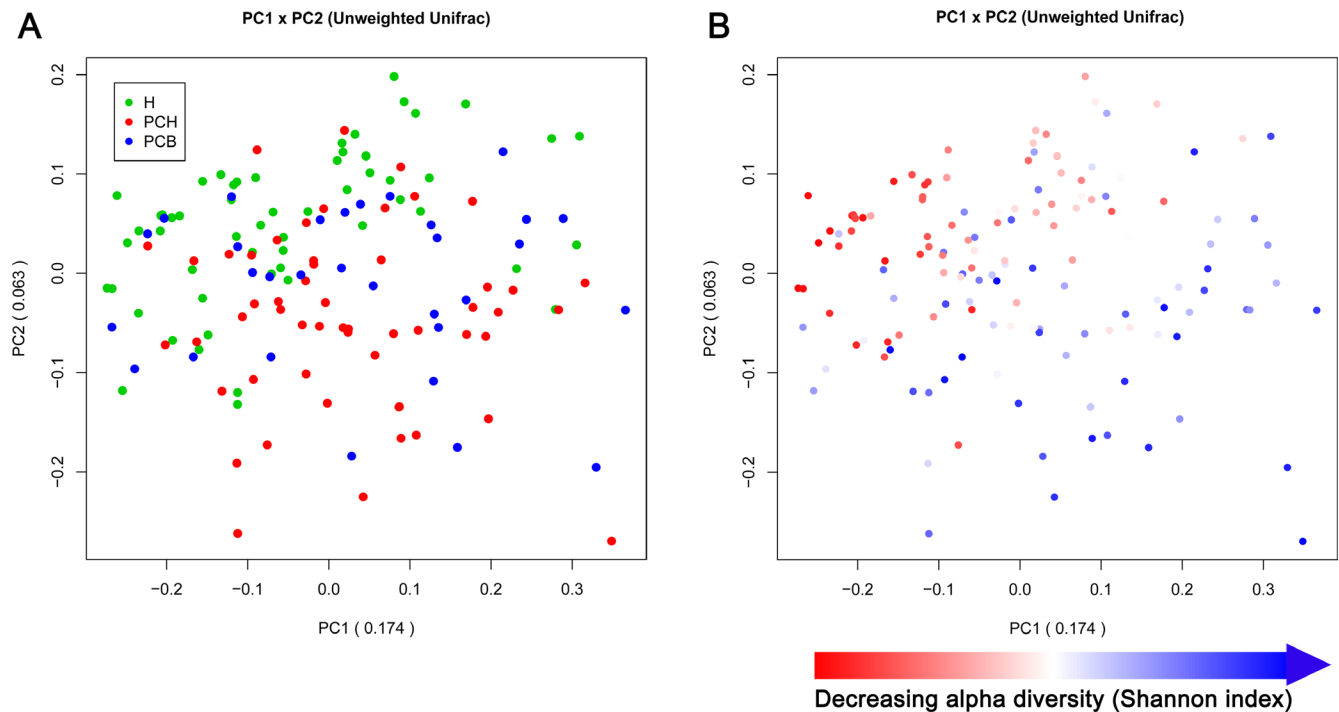 A
PC1 x PC2 (Unweighted Unifrac)
H
PCH
PCB
0.2
0.1
0.0
−0.1
−0.2
PC2 ( 0.063 )
−0.2
−0.1
0.0
0.1
0.2
0.3
PC1 ( 0.174 )
B
PC1 x PC2 (Unweighted Unifrac)
0.2
0.1
0.0
−0.1
−0.2
PC2 ( 0.063 )
−0.2
−0.1
0.0
0.1
0.2
0.3
PC1 ( 0.174 )
Decreasing alpha diversity (Shannon index)